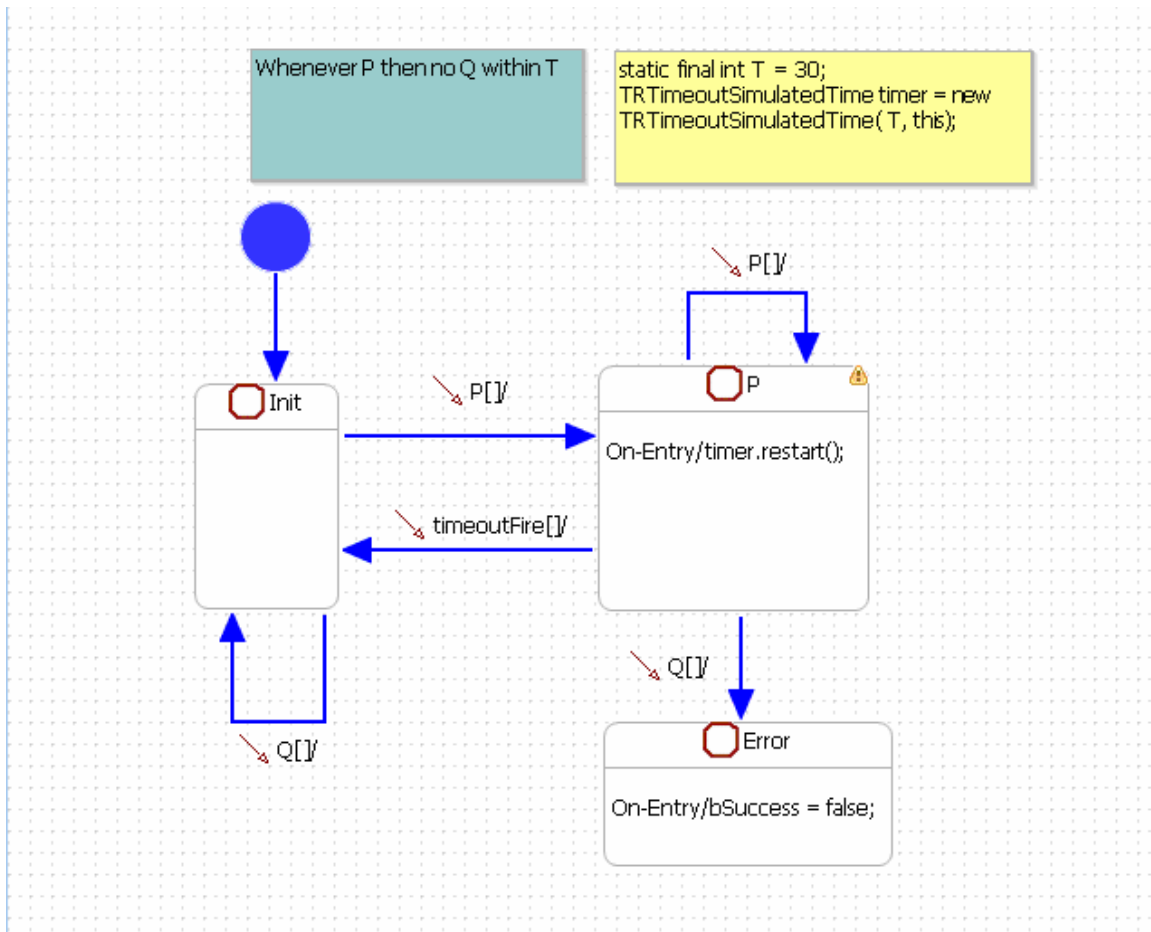 Whenever P then no Q within T
static final int T = 30;
TRTimeoutSimulatedTime timer = new
TRTimeoutSimulatedTime( T, this);
P[]/
Init
P[]/
P
On-Entry/timer.restart();
timeoutFire[]/
Q[]/
Q[]/
Error
On-Entry/bSuccess = false;